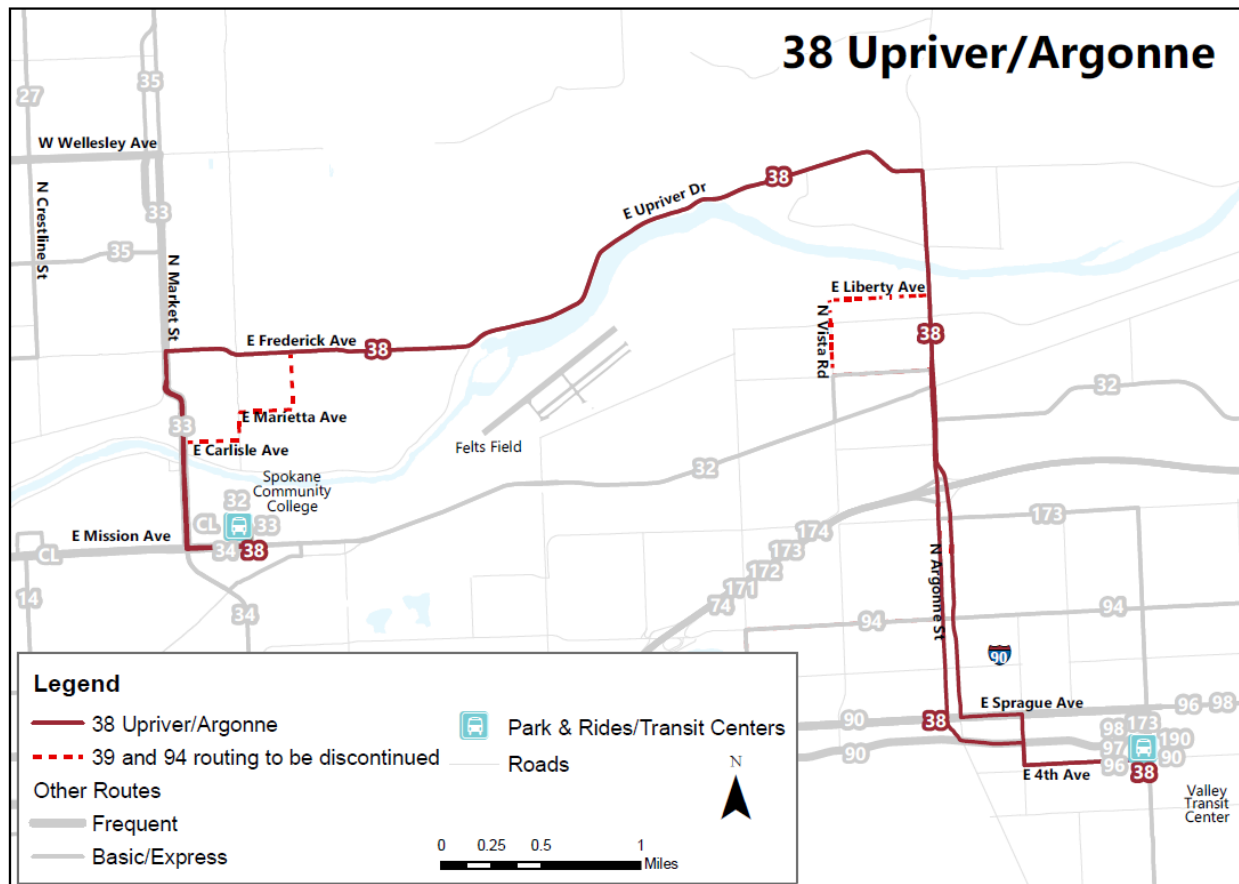 38 Upriver/Argonne
27
35
W Wellesley Ave
N Crestline St
33
35
N Market St
E Upriver Dr
38
E Liberty Ave
N Vista Rd
38
E Frederick Ave
38
32
33
E Marietta Ave
E Carlisle Ave
Felts Field
32
Spokane
Community
College
32
CL
33
E Mission Ave
34
38
CL
14
34
174
173
172
171
74
173
N Argonne St
94
94
90
E Sprague Ave
96
98
90
38
98
173
190
97
90
96
90
E 4th Ave
38
Valley
Transit
Center
Legend
38 Upriver/Argonne
39 and 94 routing to be discontinued
Other Routes
Frequent
Basic/Express
Park & Rides/Transit Centers
Roads
N
0 0.25 0.5 1
Miles